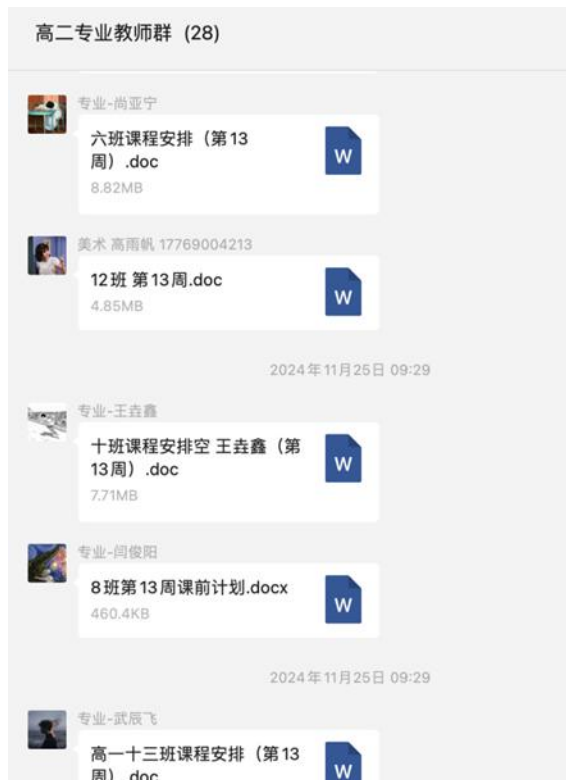 高二专业教师群 (28)
专业-尚亚宁
六班课程安排（第13
周）.doc
8.82MB
美术 高雨帆 17769004213
12班 第13周.doc
4.85MB
2024年11月25日 09:29
专业-王垚鑫
十班课程安排空 王垚鑫（第
13周）.doc
7.71MB
专业-闫俊阳
8班第13周课前计划.docx
460.4KB
2024年11月25日 09:29
专业-武辰飞
高一十三班课程安排（第13
周）.doc